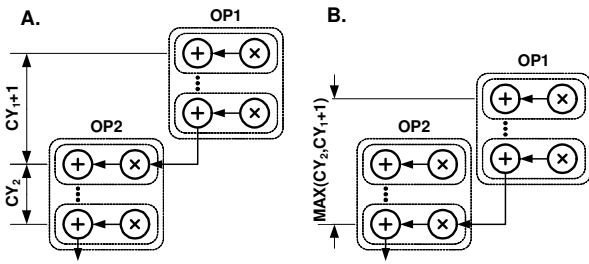 A.
OP1
CY₁+1
OP2
CY₂
+ ×
+ ×
+ ×
+ ×
B.
OP1
MAX(CY₂,CY₁+1)
OP2
+ ×
+ ×
+ ×
+ ×